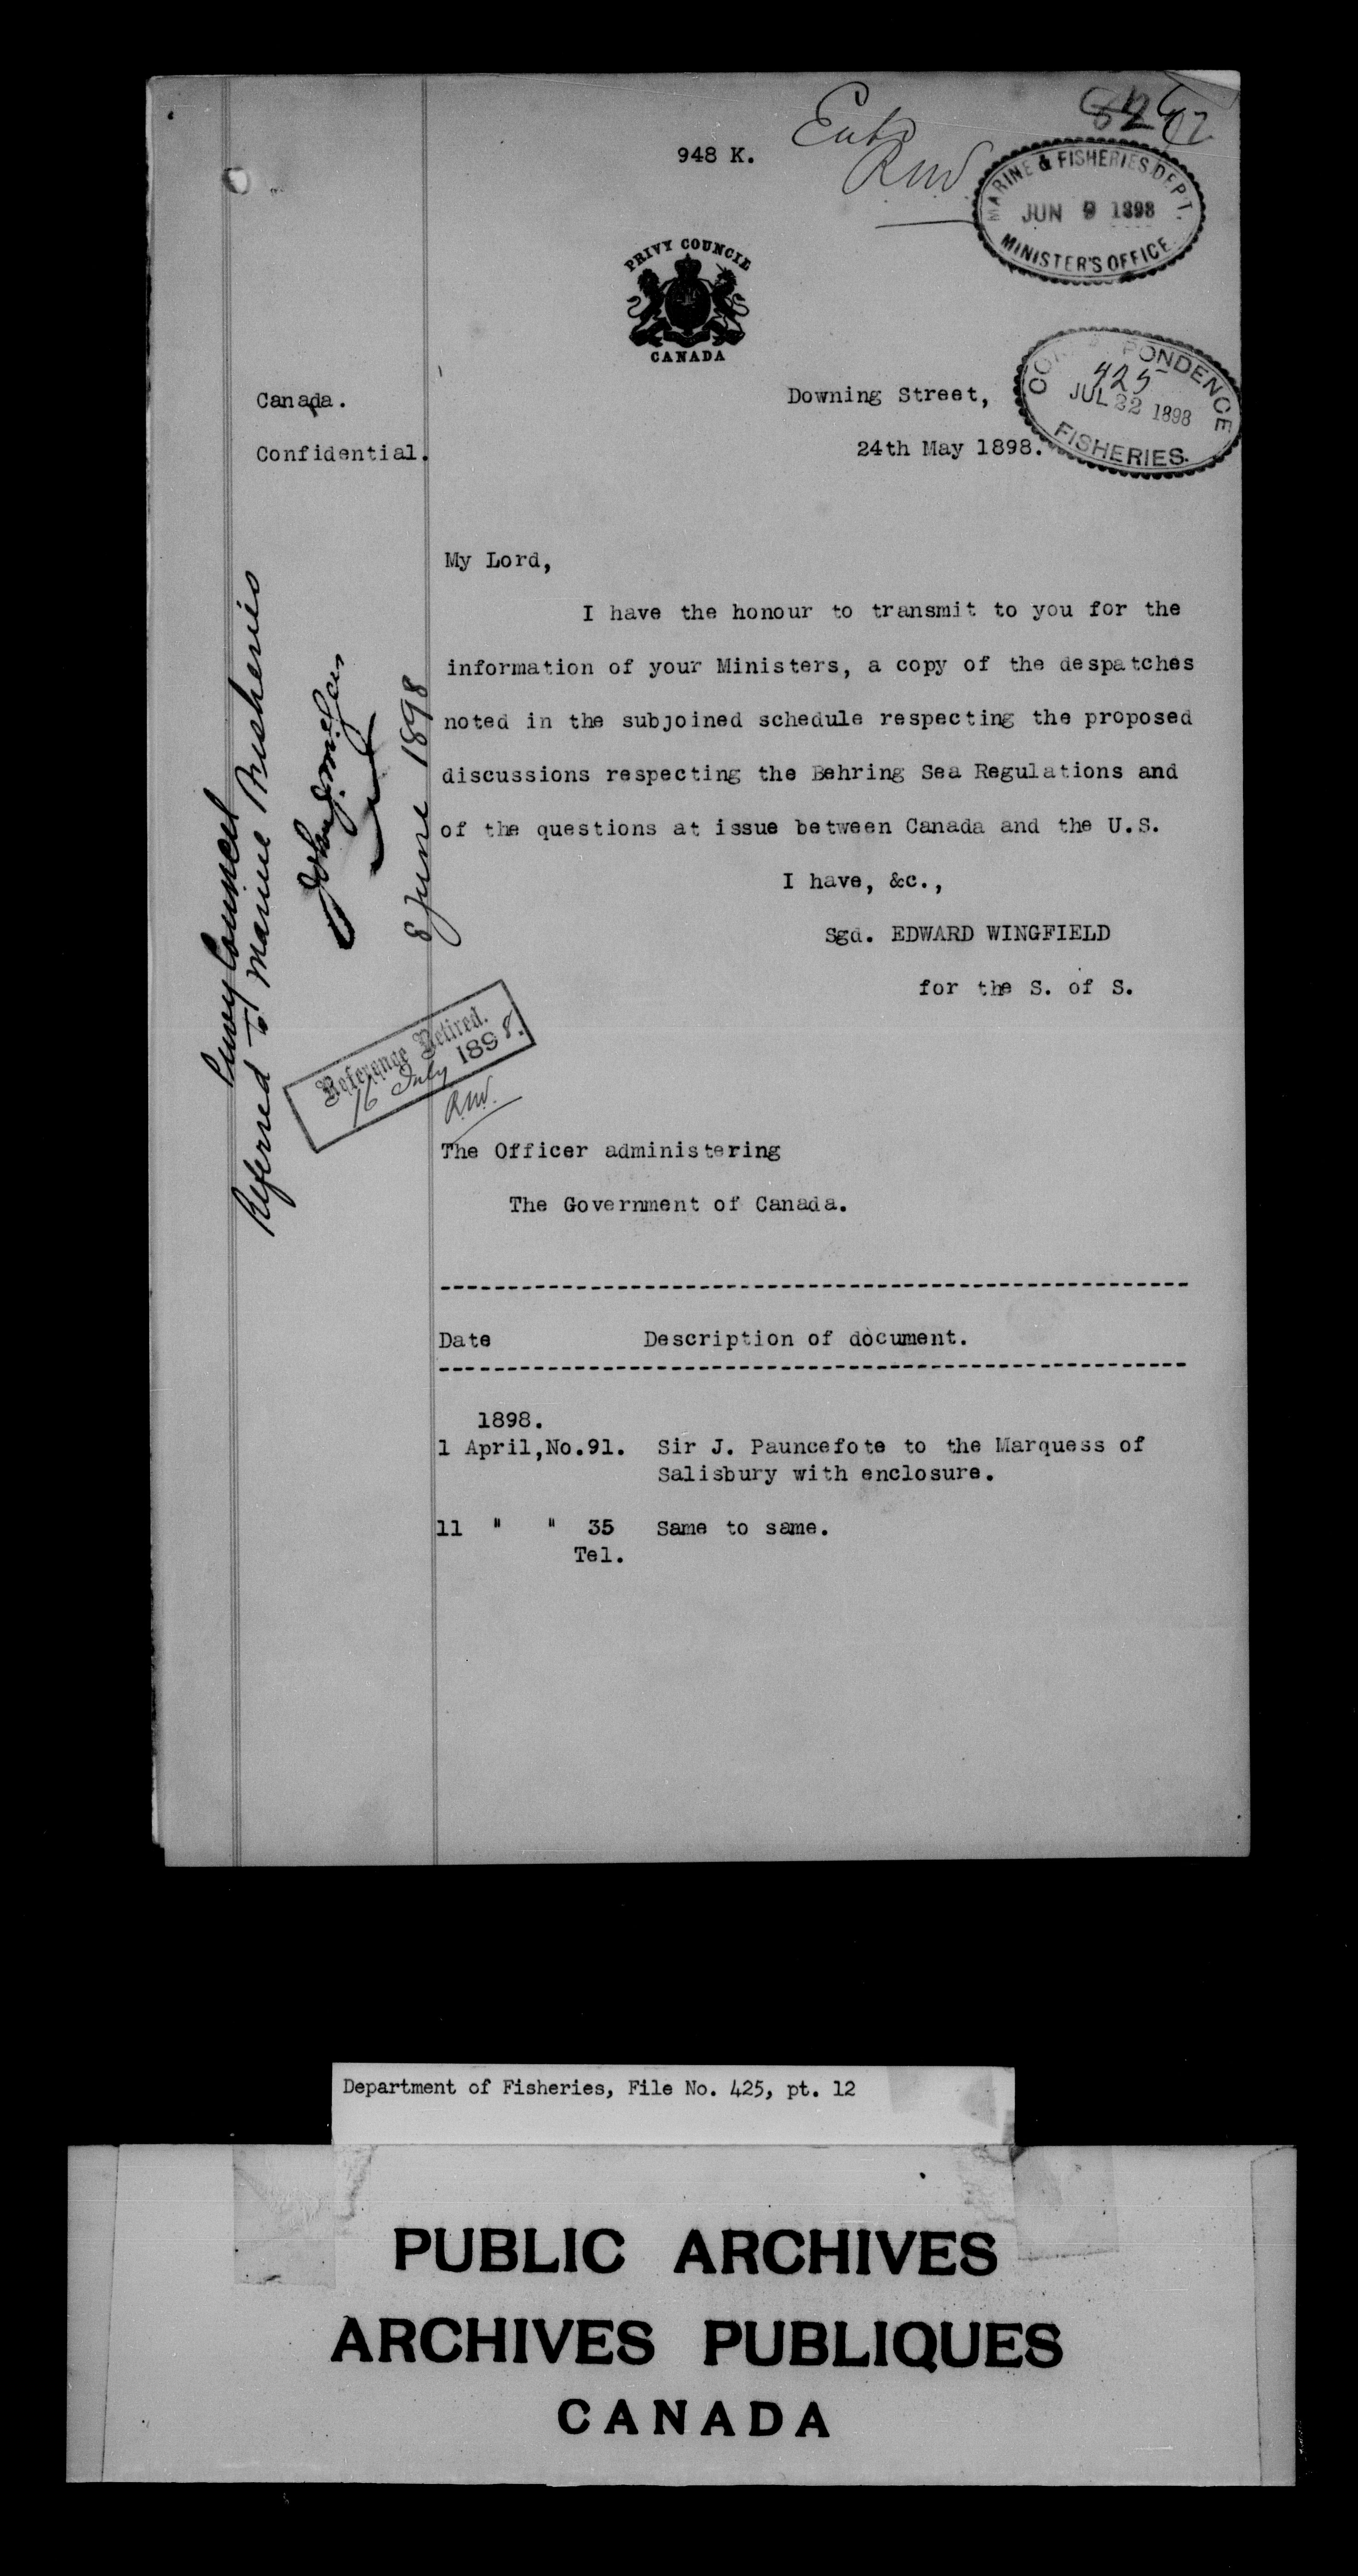 948 K.
Entd
R.W.
MARINE & FISHERIES DEPT.
JUN 9 1898
MINISTER'S OFFICE
PRIVY COUNCIL
CANADA
CORRESPONDENCE
425
JUL 22 1898
FISHERIES.
Canada.
Downing Street,
Confidential.
24th May 1898.
My Lord,
I have the honour to transmit to you for the
information of your Ministers, a copy of the despatches
noted in the subjoined schedule respecting the proposed
discussions respecting the Behring Sea Regulations and
of the questions at issue between Canada and the U.S.
I have, &c.,
Sgd. EDWARD WINGFIELD
for the S. of S.
Privy Council
Referred to Marine & Fisheries
8 June 1898
Reference Retired.
16 July 1898.
R.W.
The Officer administering
The Government of Canada.
Date Description of document.
1898.
1 April,No.91. Sir J. Pauncefote to the Marquess of
Salisbury with enclosure.
11 " " 35 Same to same.
Tel.
Department of Fisheries, File No. 425, pt. 12
PUBLIC ARCHIVES
ARCHIVES PUBLIQUES
CANADA